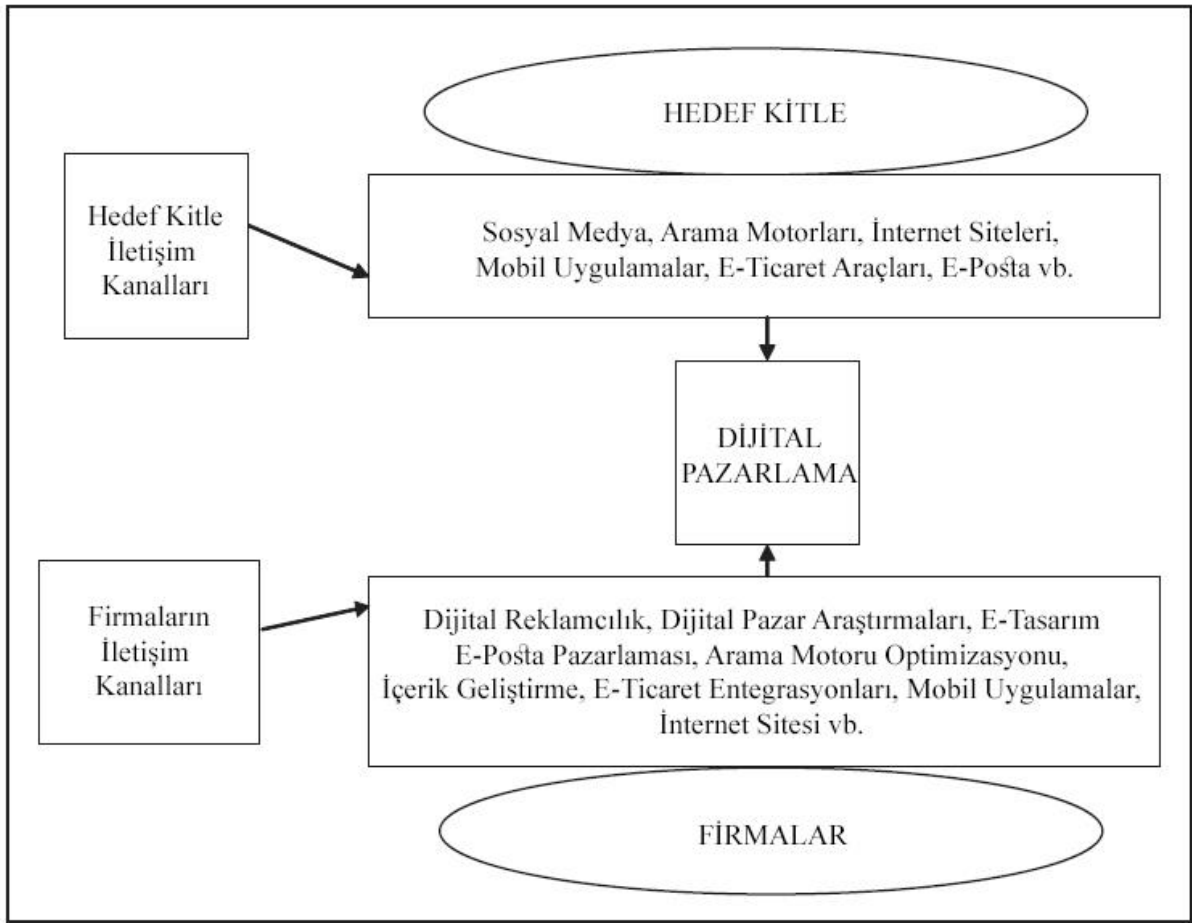 HEDEF KİTLE
Hedef Kitle
İletişim
Kanalları
Sosyal Medya, Arama Motorları, İnternet Siteleri,
Mobil Uygulamalar, E-Ticaret Araçları, E-Posta vb.
DİJİTAL
PAZARLAMA
Firmaların
İletişim
Kanalları
Dijital Reklamcılık, Dijital Pazar Araştırmaları, E-Tasarım
E-Posta Pazarlaması, Arama Motoru Optimizasyonu,
İçerik Geliştirme, E-Ticaret Entegrasyonları, Mobil Uygulamalar,
İnternet Sitesi vb.
FİRMALAR